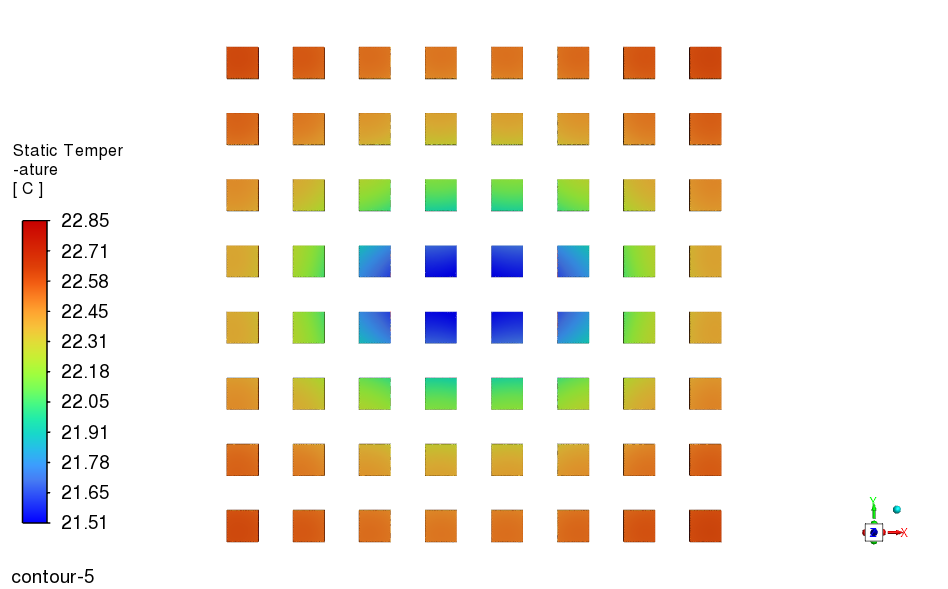 Static Temper
-ature
[ C ]
22.85
22.71
22.58
22.45
22.31
22.18
22.05
21.91
21.78
21.65
21.51
contour-5
Y
Z
X